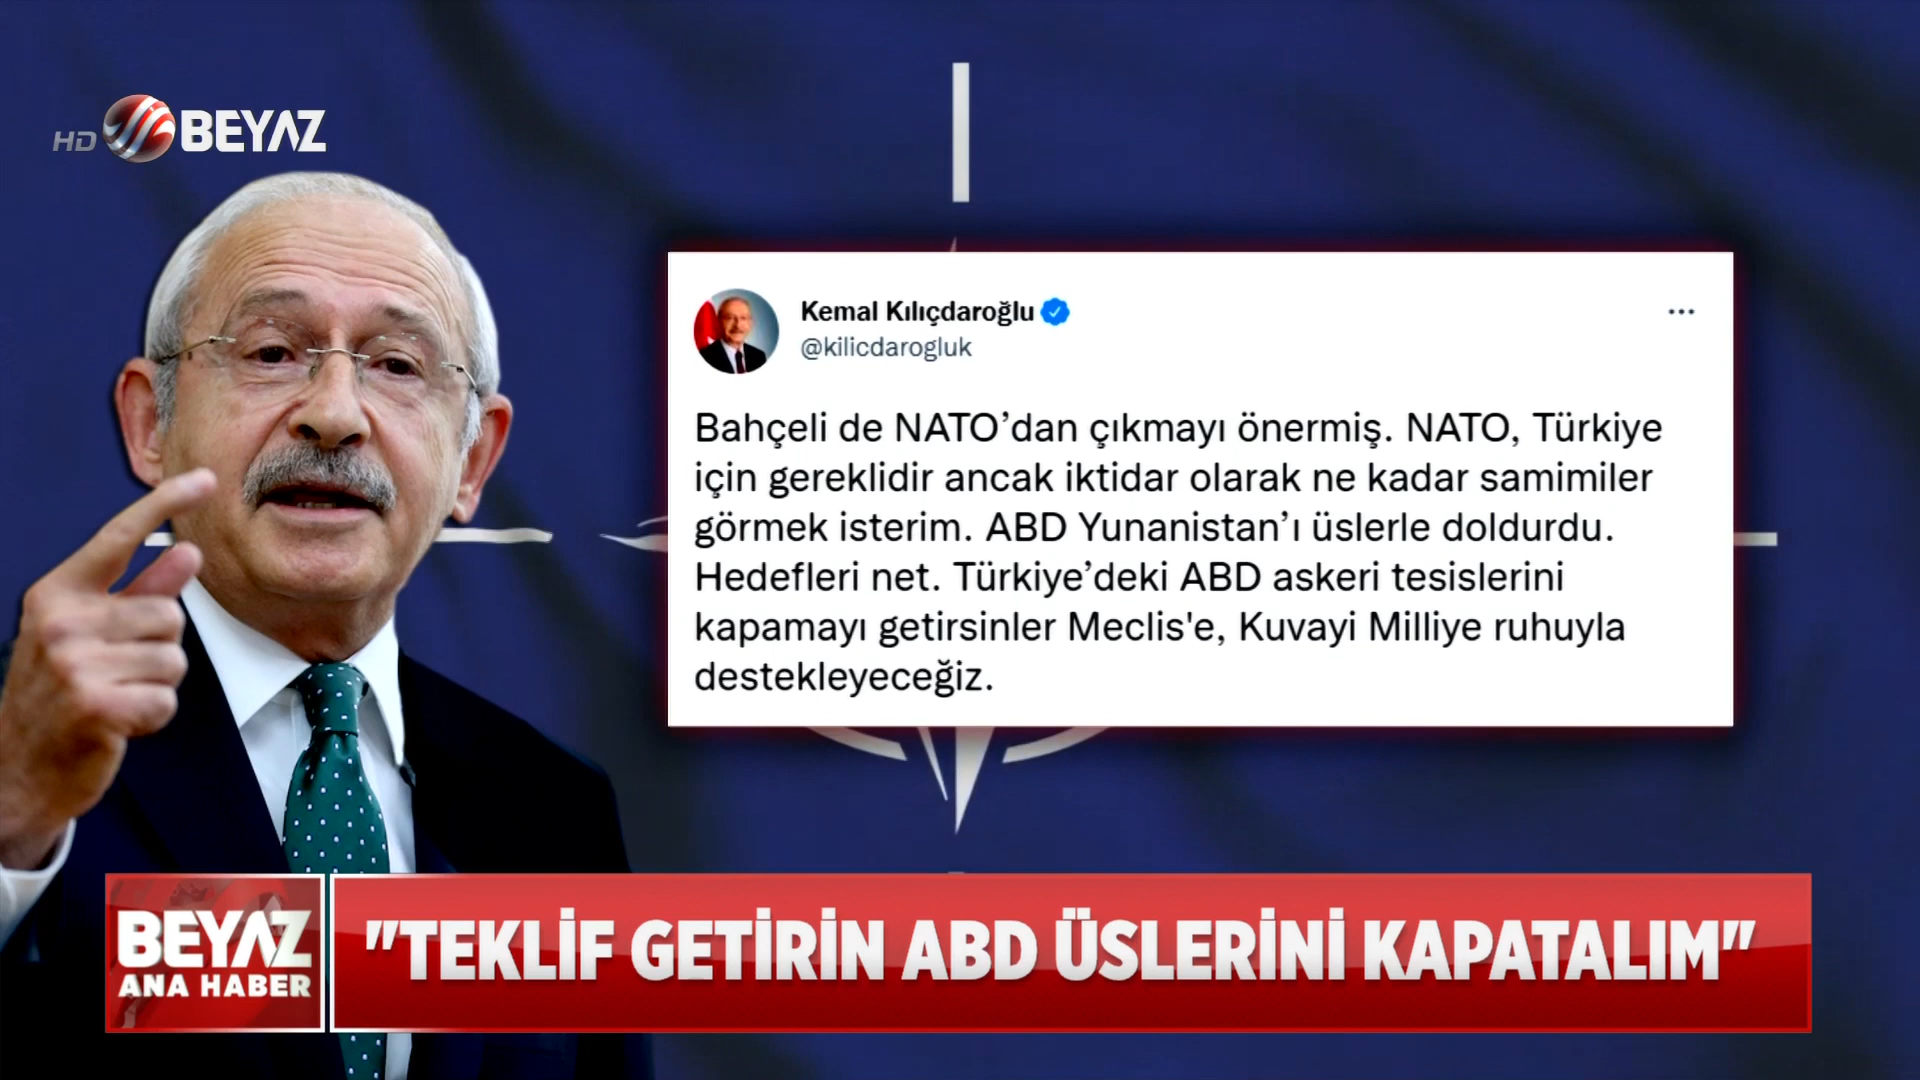 HD BEYAZ
Kemal Kılıçdaroğlu
@kilicdarogluk
Bahçeli de NATO’dan çıkmayı önermiş. NATO, Türkiye
için gereklidir ancak iktidar olarak ne kadar samimiler
görmek isterim. ABD Yunanistan’ı üslerle doldurdu.
Hedefleri net. Türkiye’deki ABD askeri tesislerini
kapamayı getirsinler Meclis'e, Kuvayi Milliye ruhuyla
destekleyeceğiz.
BEYAZ
ANA HABER
"TEKLİF GETİRİN ABD ÜSLERİNİ KAPATALIM"